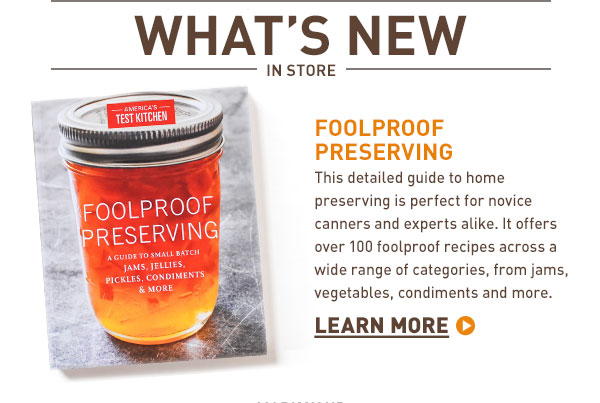 WHAT'S NEW
IN STORE
AMERICA'S
TEST KITCHEN
FOOLPROOF
PRESERVING
A GUIDE TO SMALL BATCH
JAMS, JELLIES,
PICKLES, CONDIMENTS
& MORE
FOOLPROOF
PRESERVING
This detailed guide to home
preserving is perfect for novice
canners and experts alike. It offers
over 100 foolproof recipes across a
wide range of categories, from jams,
vegetables, condiments and more.
LEARN MORE